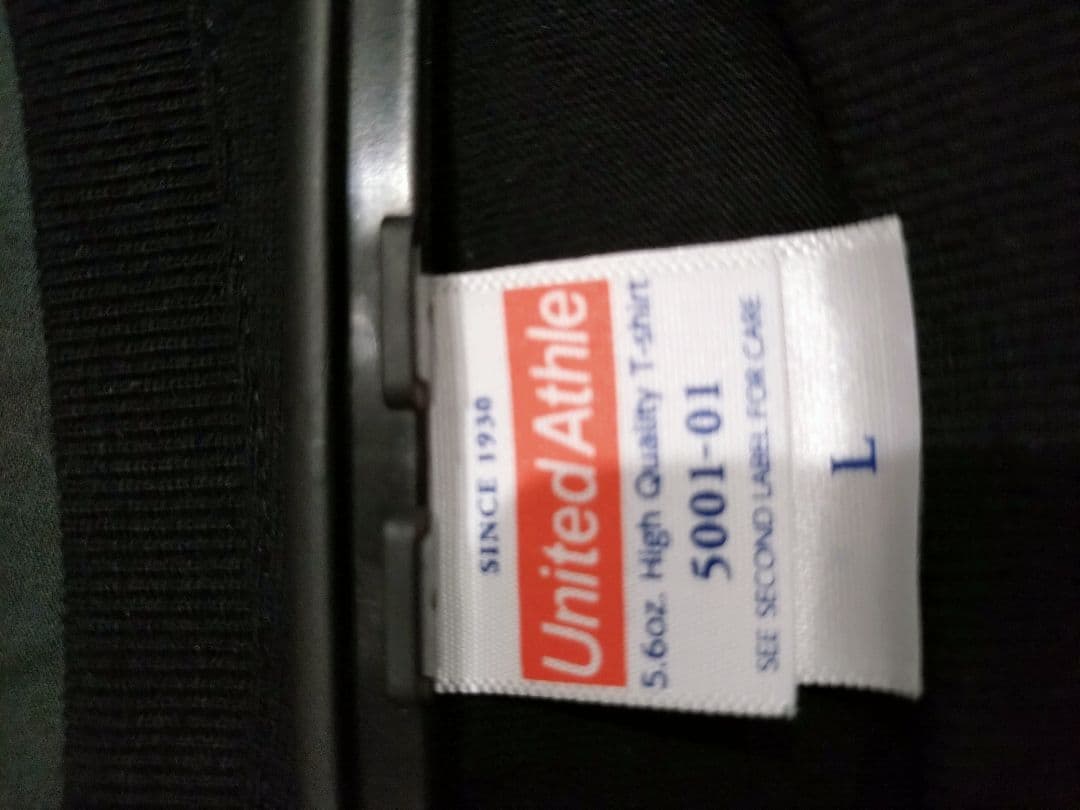 SINCE 1930
United Athle
5.6oz. High Quality T-shirt
5001-01
SEE SECOND LABEL FOR CARE
L